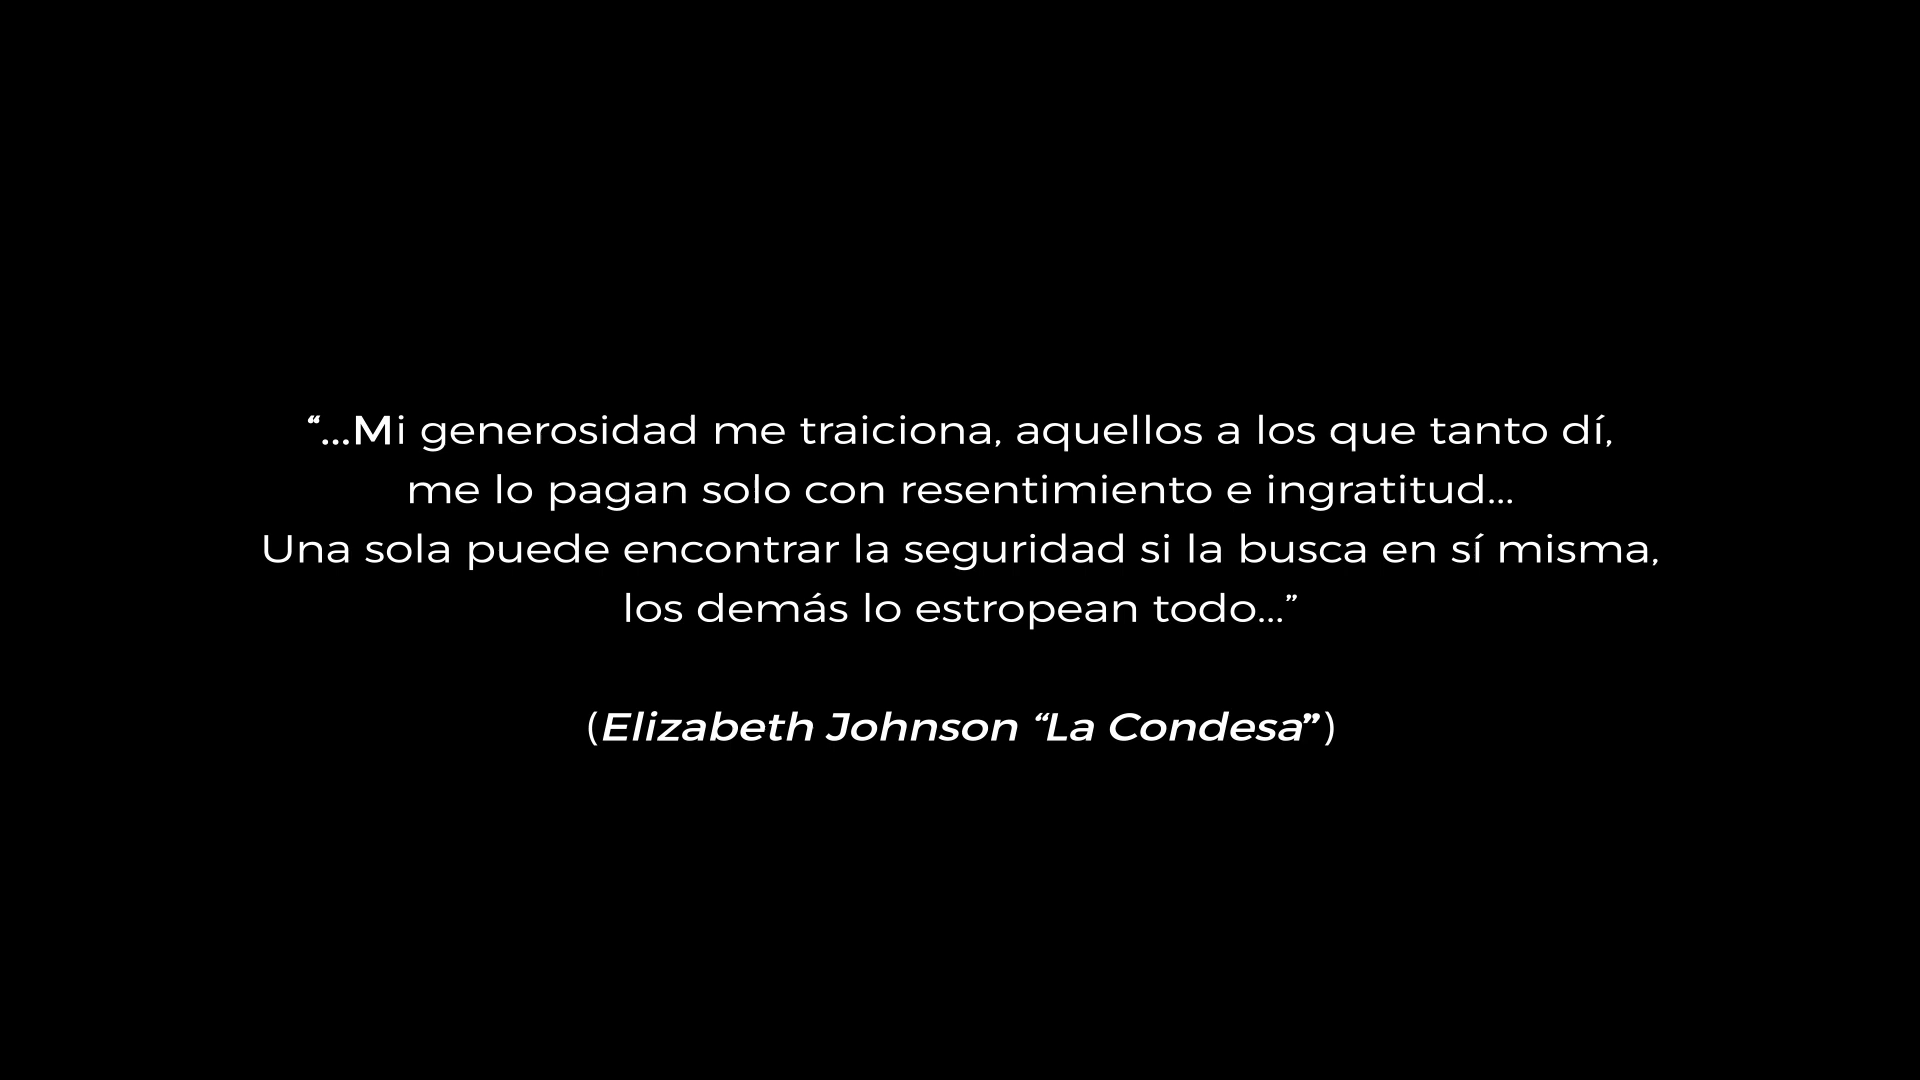 “...Mi generosidad me traiciona, aquellos a los que tanto dí,
me lo pagan solo con resentimiento e ingratitud...
Una sola puede encontrar la seguridad si la busca en sí misma,
los demás lo estropean todo...”
(Elizabeth Johnson “La Condesa”)